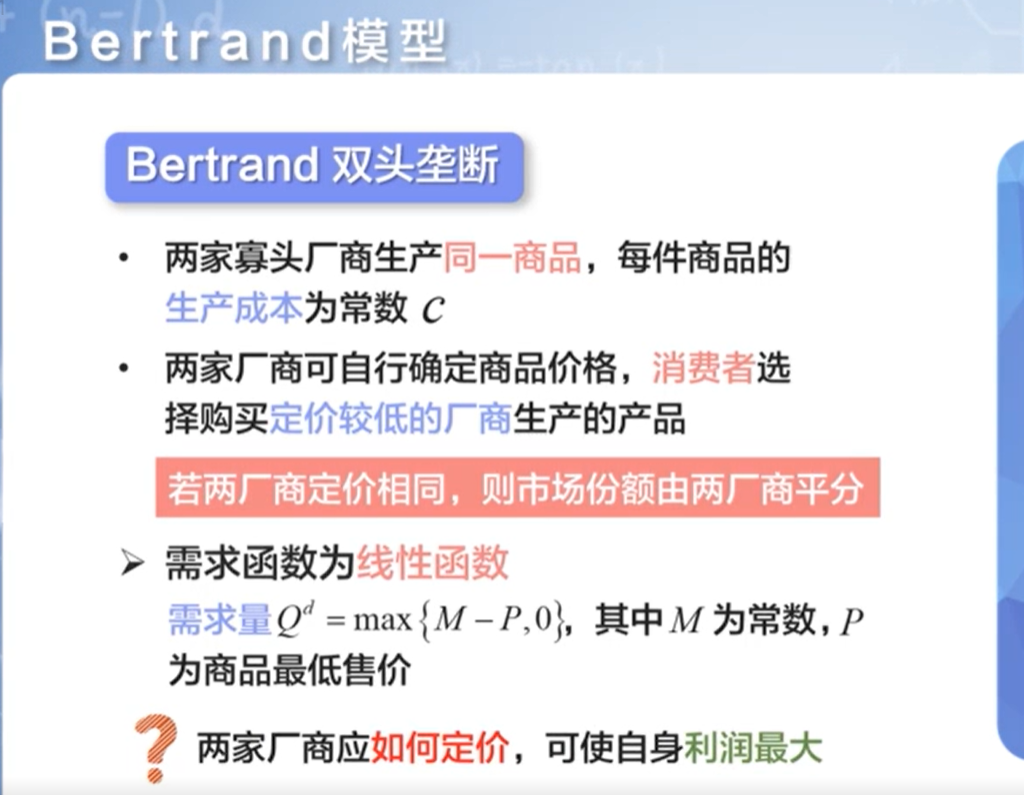 Bertrand模型
Bertrand 双头垄断
• 两家寡头厂商生产同一商品，每件商品的
生产成本为常数 c
• 两家厂商可自行确定商品价格，消费者选
择购买定价较低的厂商生产的产品
若两厂商定价相同，则市场份额由两厂商平分
➢ 需求函数为线性函数
需求量Q^d = max{M − P,0}，其中 M 为常数，P
为商品最低售价
? 两家厂商应如何定价，可使自身利润最大